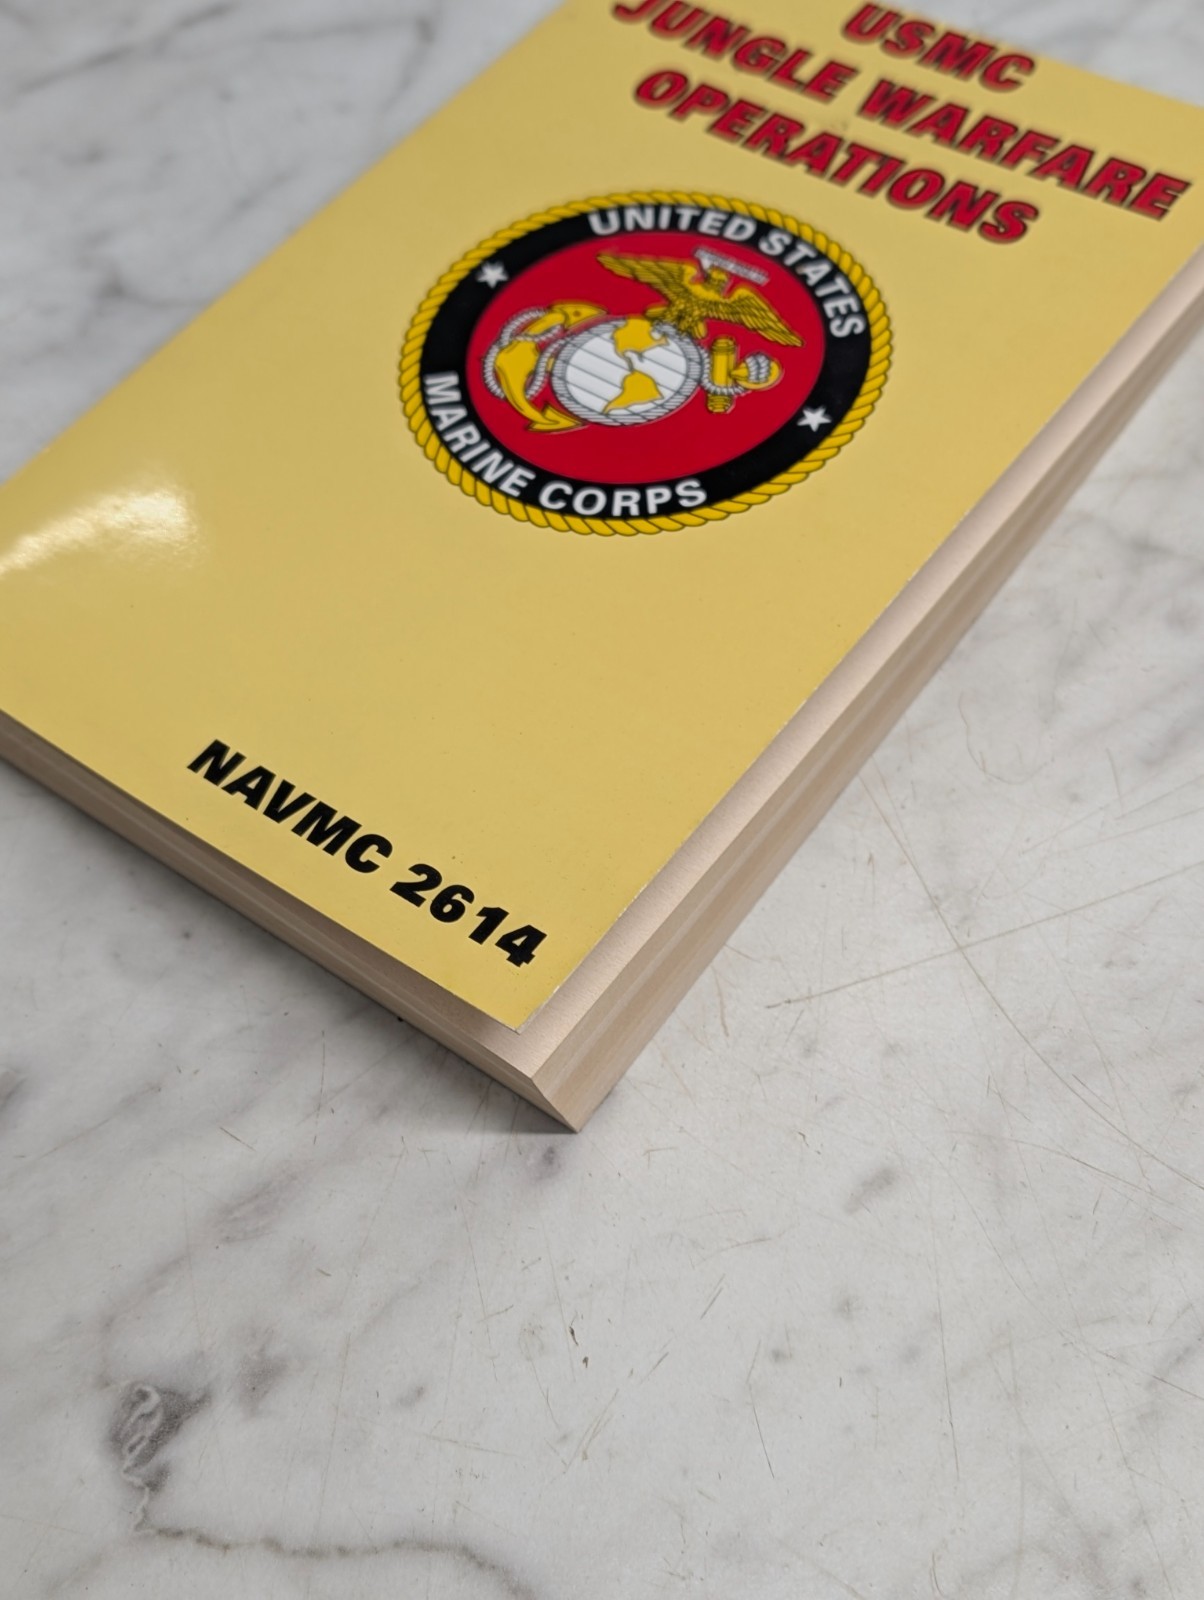 USMC
JUNGLE WARFARE
OPERATIONS
UNITED STATES
MARINE CORPS
NAVMC 2614